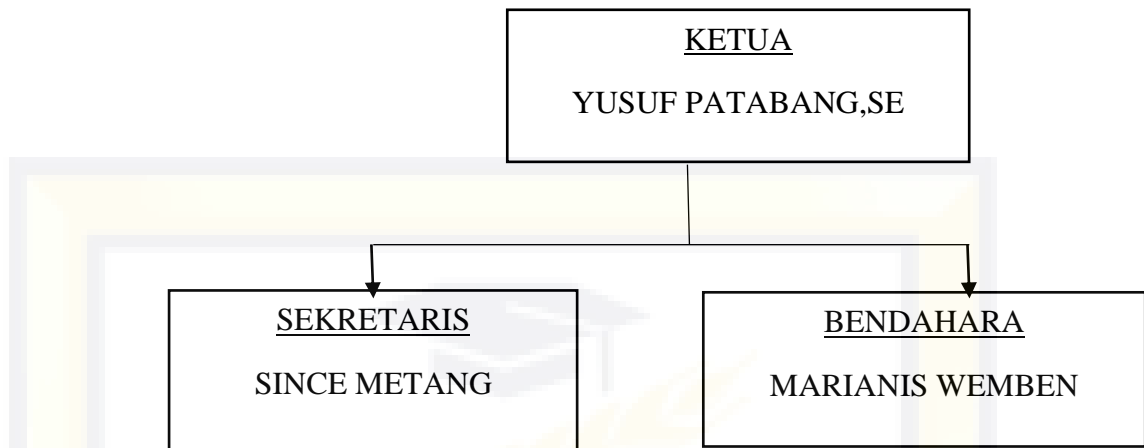 KETUA
YUSUF PATABANG,SE
SEKRETARIS
SINCE METANG
BENDAHARA
MARIANIS WEMBEN